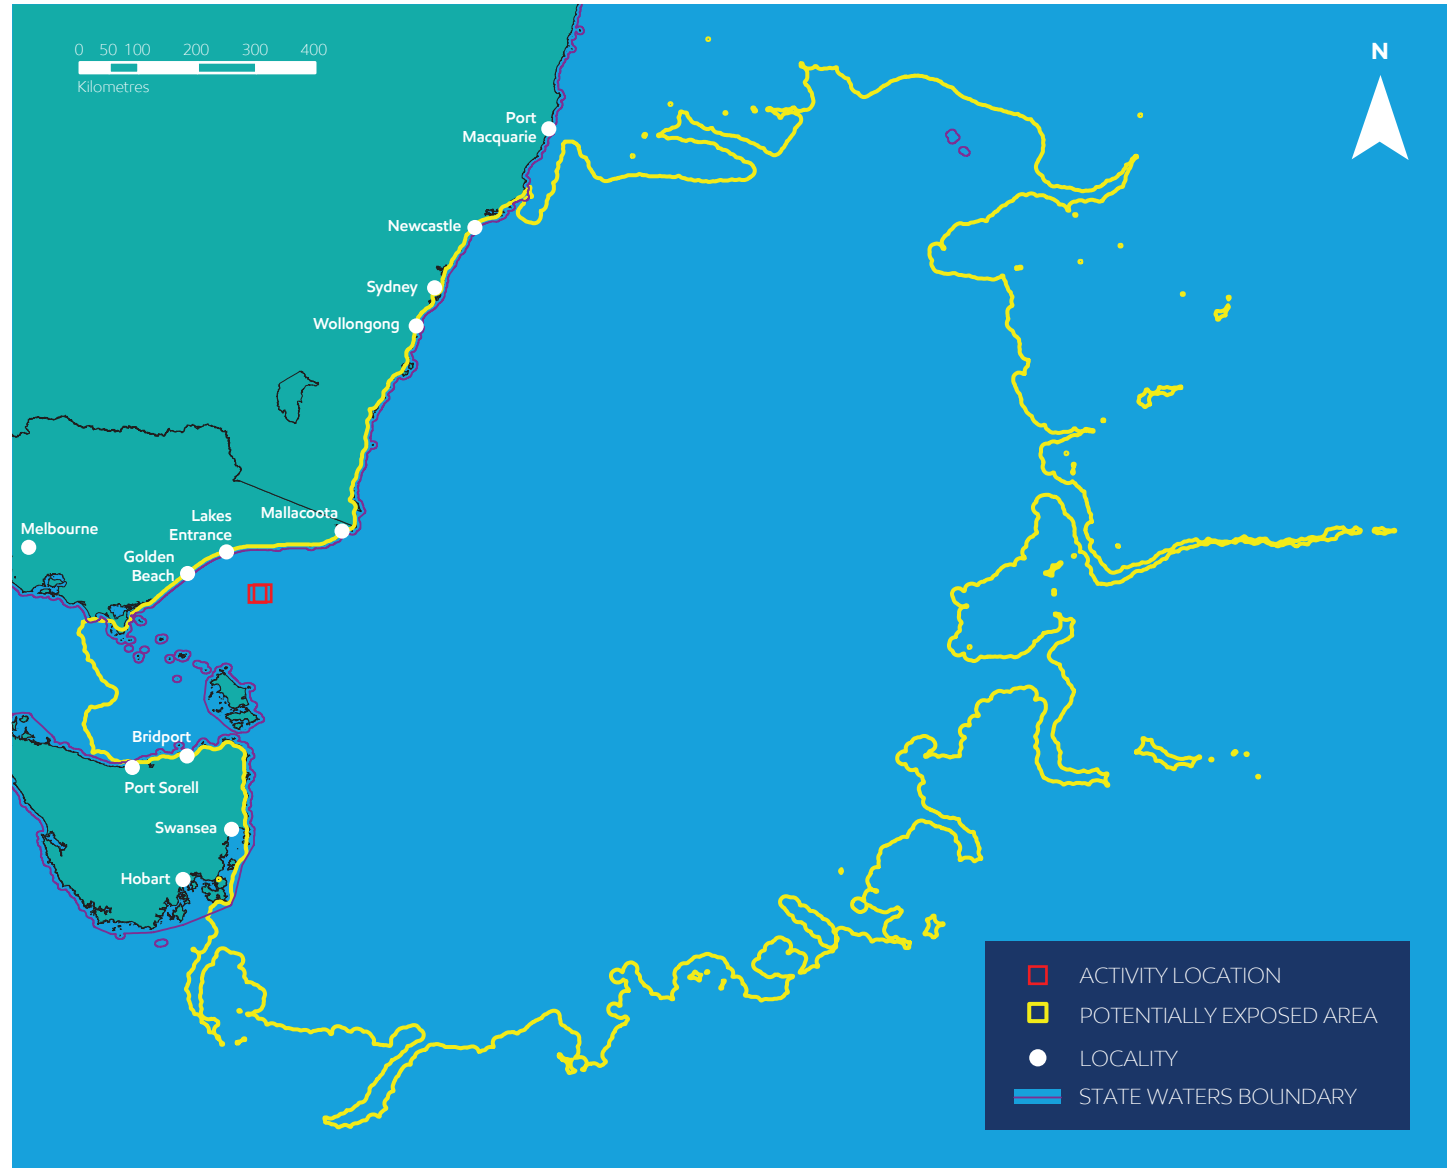 0 50 100 200 300 400
Kilometres
N
Port
Macquarie
Newcastle
Sydney
Wollongong
Mallacoota
Lakes
Entrance
Melbourne
Golden
Beach
Bridport
Port Sorell
Swansea
Hobart
ACTIVITY LOCATION
POTENTIALLY EXPOSED AREA
LOCALITY
STATE WATERS BOUNDARY